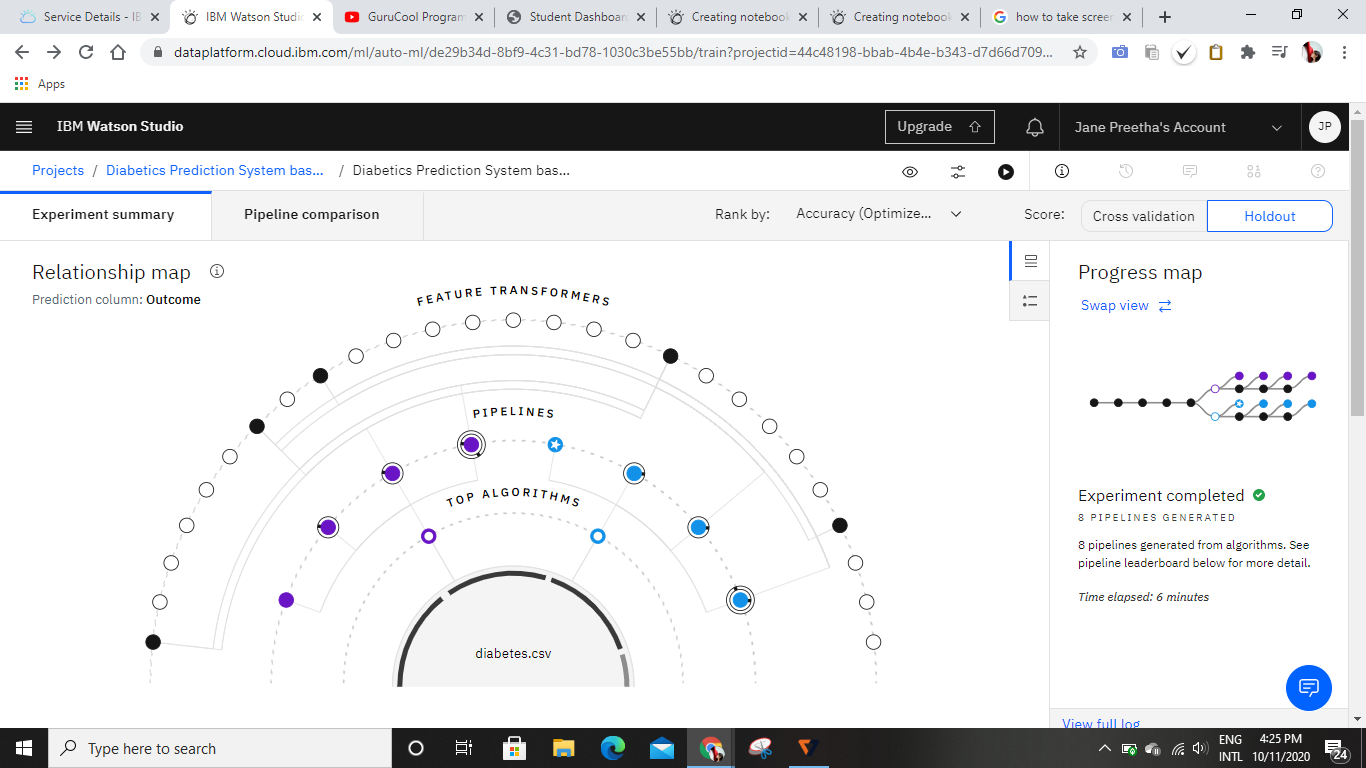 Service Details - IB
IBM Watson Studio
GuruCool Program
Student Dashboar
Creating notebook
Creating notebook
how to take screen
dataplatform.cloud.ibm.com/ml/auto-ml/de29b34d-8bf9-4c31-bd78-1030c3be55bb/train?projectid=44c48198-bbab-4b4e-b343-d7d66d709...
Apps
IBM Watson Studio
Upgrade
Jane Preetha's Account
JP
Projects / Diabetics Prediction System bas... / Diabetics Prediction System bas...
Experiment summary
Pipeline comparison
Rank by: Accuracy (Optimize...
Score: Cross validation Holdout
Relationship map
Prediction column: Outcome
FEATURE TRANSFORMERS
PIPELINES
TOP ALGORITHMS
diabetes.csv
Progress map
Swap view
Experiment completed
8 PIPELINES GENERATED
8 pipelines generated from algorithms. See
pipeline leaderboard below for more detail.
Time elapsed: 6 minutes
View full log
Type here to search
ENG
INTL
4:25 PM
10/11/2020
24